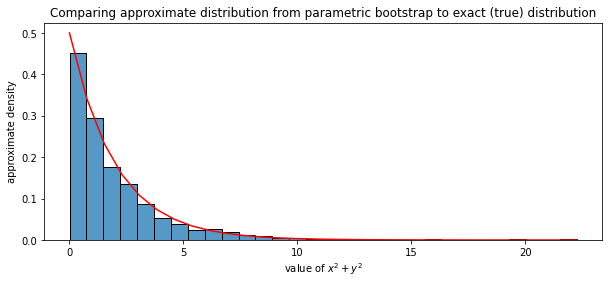 Comparing approximate distribution from parametric bootstrap to exact (true) distribution
approximate density
0.5
0.4
0.3
0.2
0.1
0.0
0 5 10 15 20
value of x² + y²